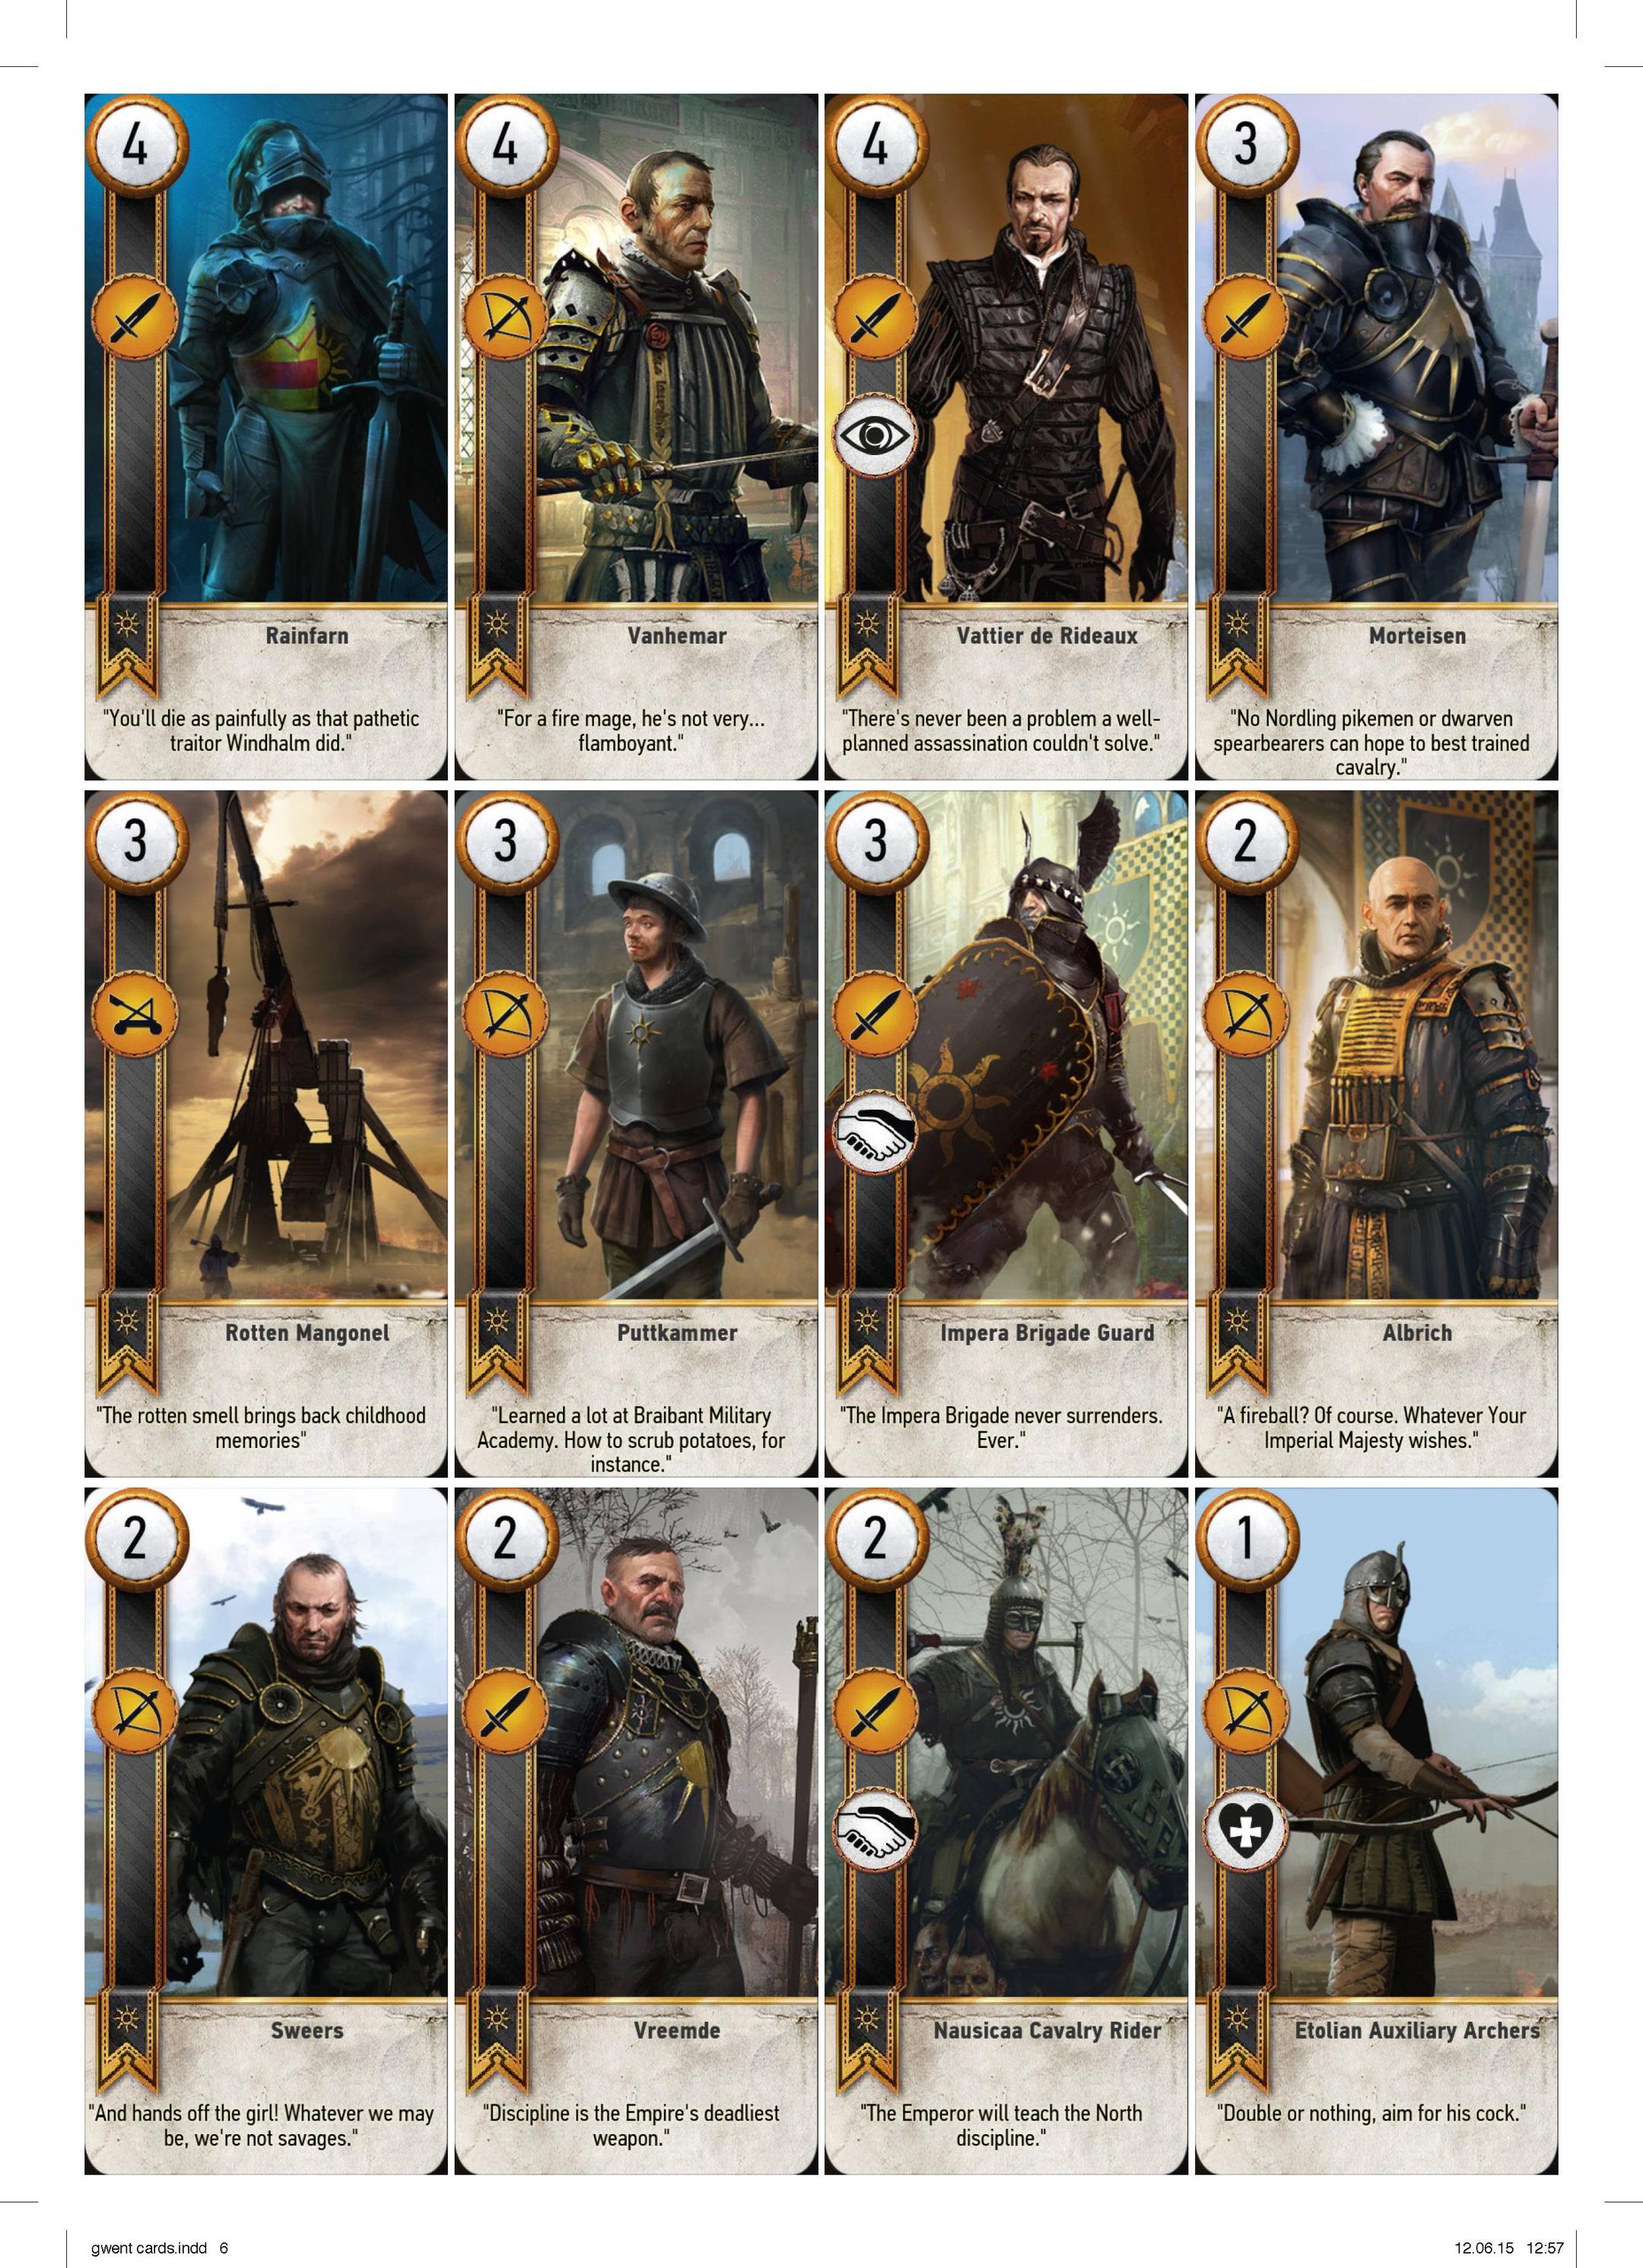 4
4
4
3
Rainfarn
Vanhemar
Vattier de Rideaux
Morteisen
"You'll die as painfully as that pathetic
traitor Windhalm did."
"For a fire mage, he's not very...
flamboyant."
"There's never been a problem a well-
planned assassination couldn't solve."
"No Nordling pikemen or dwarven
spearbearers can hope to best trained
cavalry."
3
3
3
2
Rotten Mangonel
Puttkammer
Impera Brigade Guard
Albrich
"The rotten smell brings back childhood
memories"
"Learned a lot at Braibant Military
Academy. How to scrub potatoes, for
instance."
"The Impera Brigade never surrenders.
Ever."
"A fireball? Of course. Whatever Your
Imperial Majesty wishes."
2
2
2
1
Sweers
Vreemde
Nausicaa Cavalry Rider
Etolian Auxiliary Archers
"And hands off the girl! Whatever we may
be, we're not savages."
"Discipline is the Empire's deadliest
weapon."
"The Emperor will teach the North
discipline."
"Double or nothing, aim for his cock."
gwent cards.indd 6
12.06.15 12:57